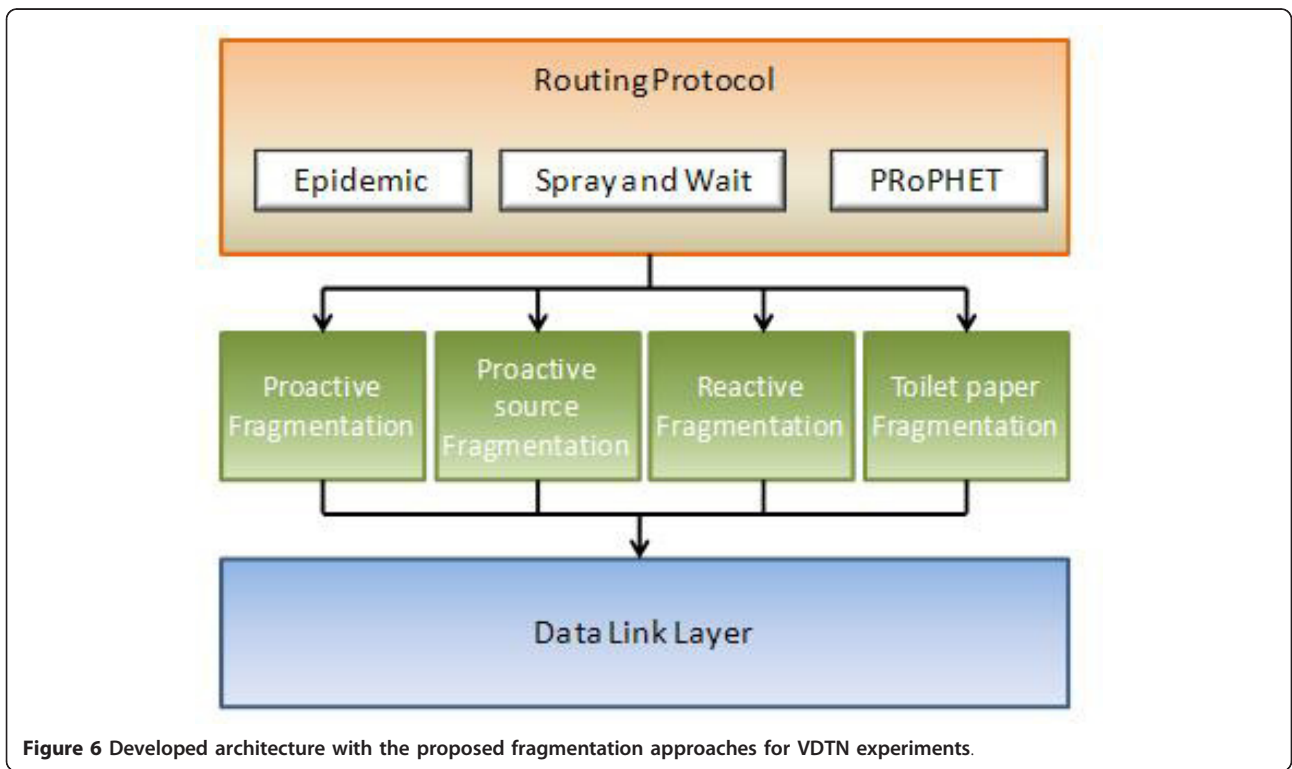 Routing Protocol
Epidemic
Spray and Wait
PRoPHET
Proactive
Fragmentation
Proactive
source
Fragmentation
Reactive
Fragmentation
Toilet paper
Fragmentation
Data Link Layer
Figure 6 Developed architecture with the proposed fragmentation approaches for VDTN experiments.